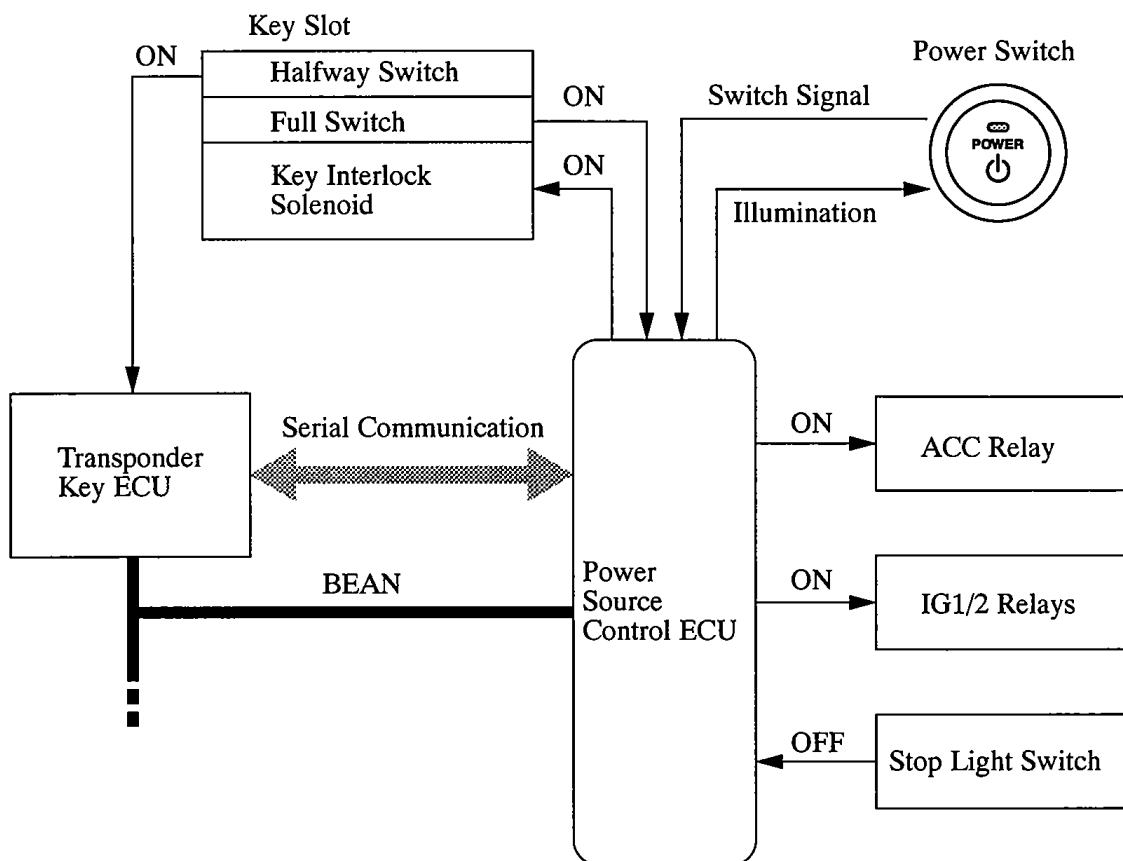 Key Slot
ON
Halfway Switch
Power Switch
ON
Full Switch
Switch Signal
POWER
ON
Key Interlock
Solenoid
Illumination
Serial Communication
Transponder
Key ECU
ON
ACC Relay
BEAN
Power
Source
Control ECU
ON
IG1/2 Relays
OFF
Stop Light Switch